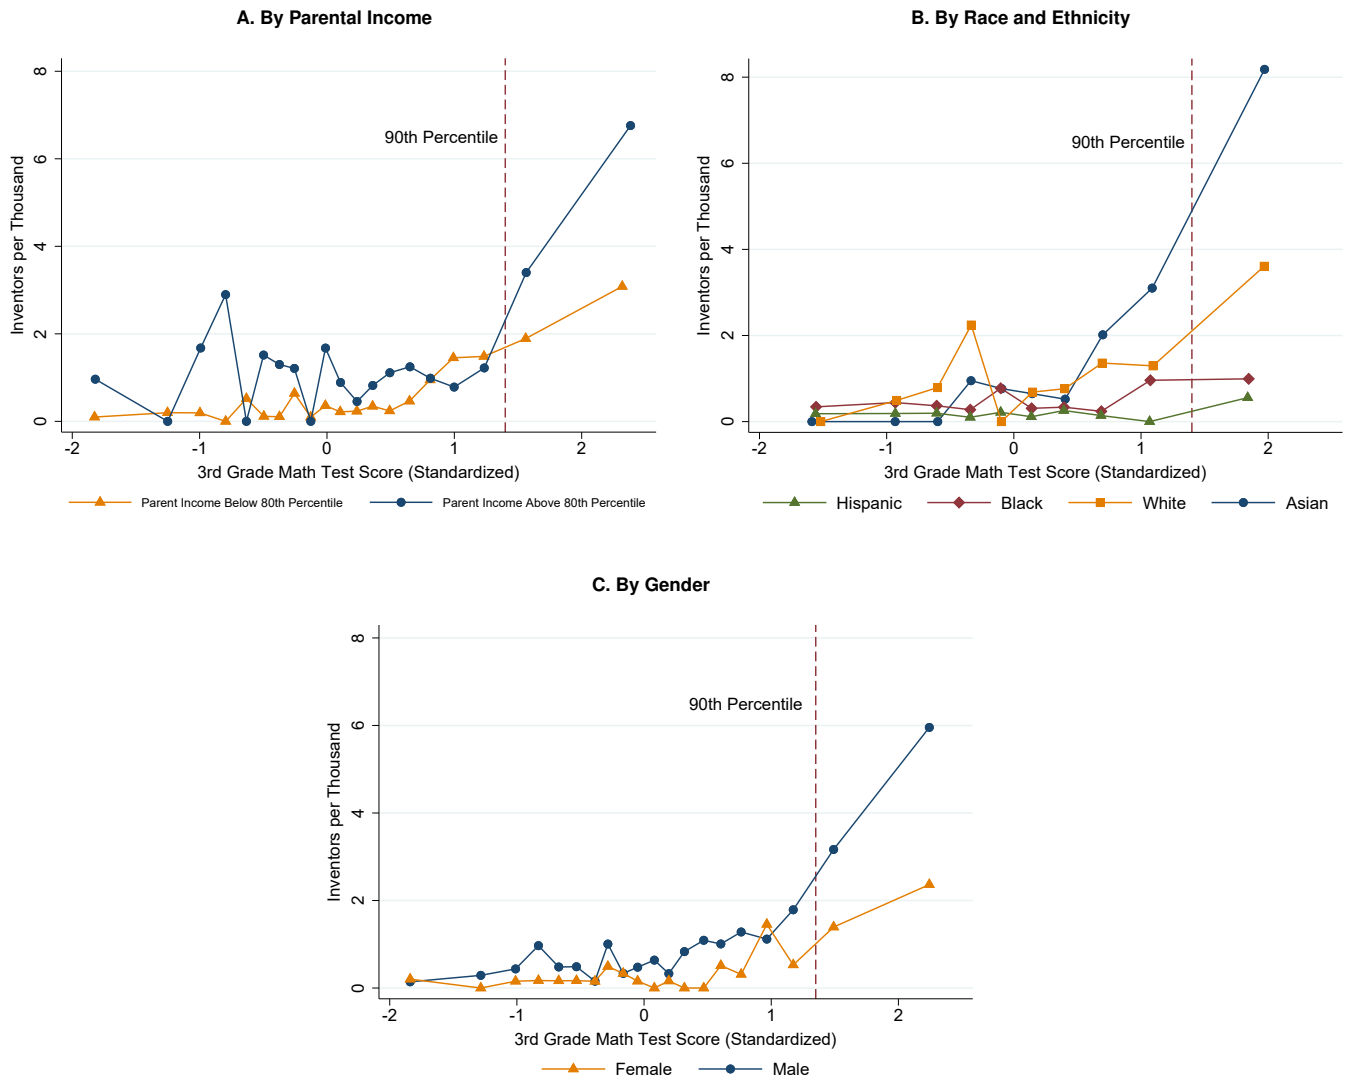 A. By Parental Income
8
6
4
2
0
Inventors per Thousand
90th Percentile
-2 -1 0 1 2
3rd Grade Math Test Score (Standardized)
Parent Income Below 80th Percentile Parent Income Above 80th Percentile
B. By Race and Ethnicity
8
6
4
2
0
Inventors per Thousand
90th Percentile
-2 -1 0 1 2
3rd Grade Math Test Score (Standardized)
Hispanic Black White Asian
C. By Gender
8
6
4
2
0
Inventors per Thousand
90th Percentile
-2 -1 0 1 2
3rd Grade Math Test Score (Standardized)
Female Male